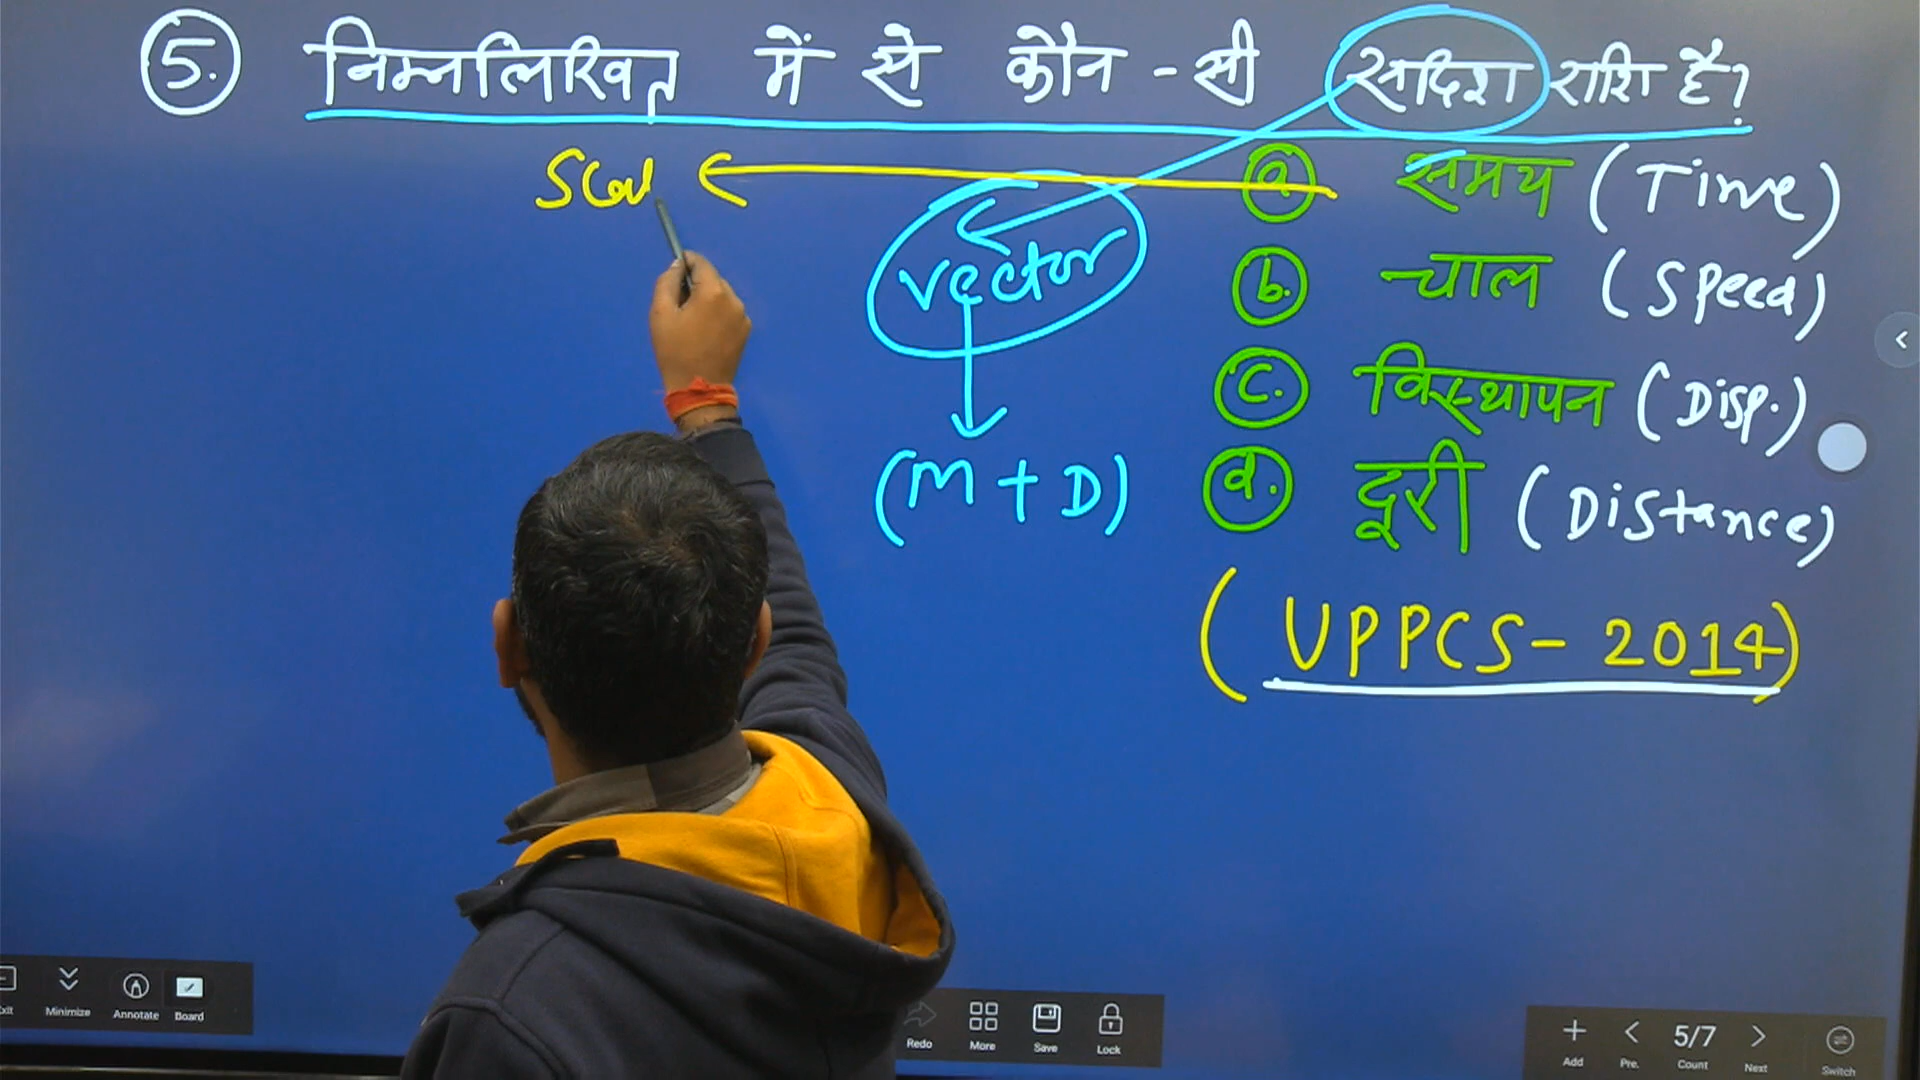 5. निम्नलिखित में से कौन-सी सदिश राशि है?
Scal
a. समय (Time)
vector
b. चाल (Speed)
c. विस्थापन (Disp.)
(M + D)
d. दूरी (Distance)
(UPPCS-2014)
Minimize
Annotate
Board
Redo
More
Save
Lock
Add
Pre.
5/7
Count
Next
Switch